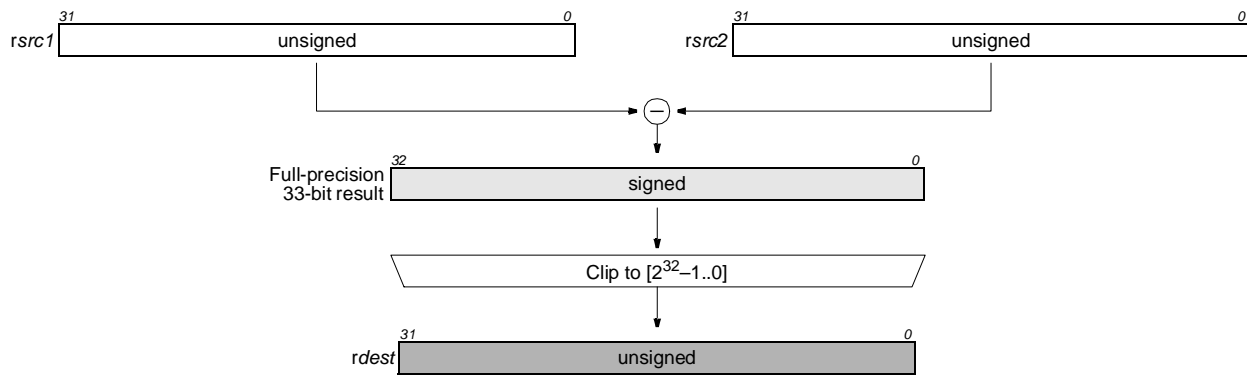 31 0 31 0
rsrc1 unsigned rsrc2 unsigned
−
32 0
Full-precision
33-bit result
signed
Clip to [2^32–1..0]
31 0
rdest unsigned